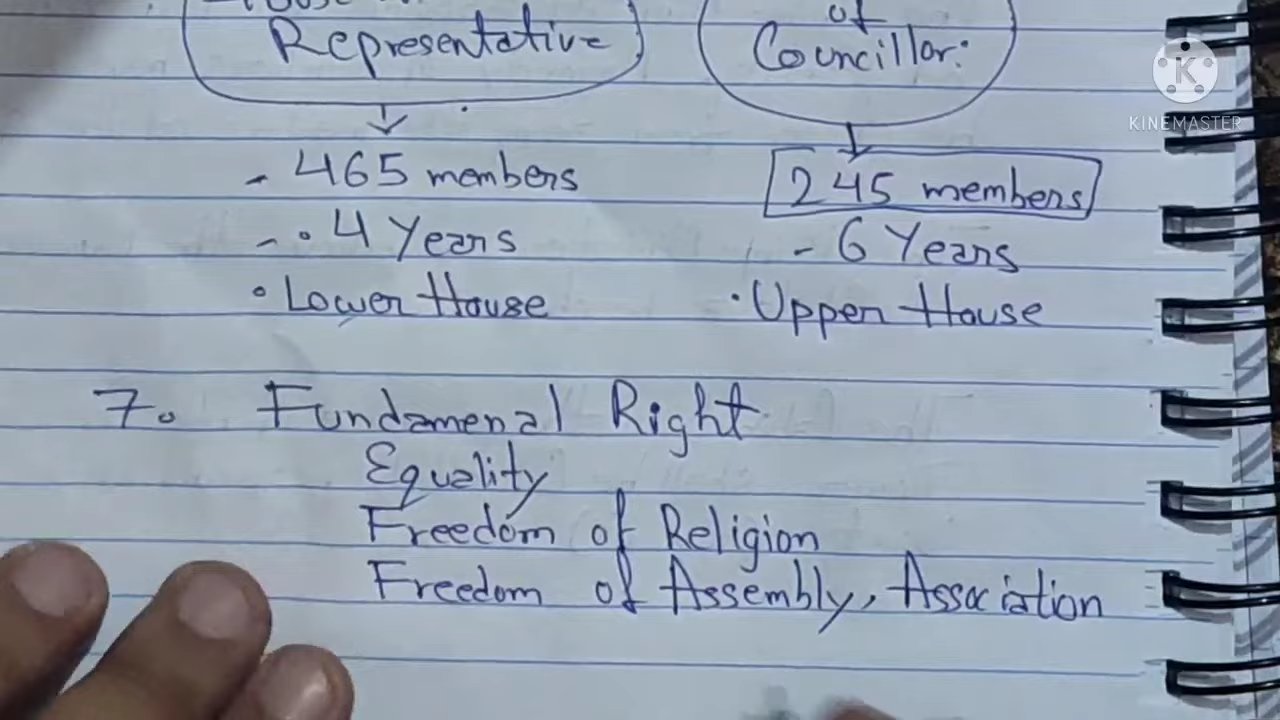 of
Representative
Councillor:
K
KINEMASTER
- 465 members
245 members
- . 4 Years
- 6 Years
• Lower House
• Upper House
7. Fundamenal Right
Equality
Freedom of Religion
Freedom of Assembly, Association